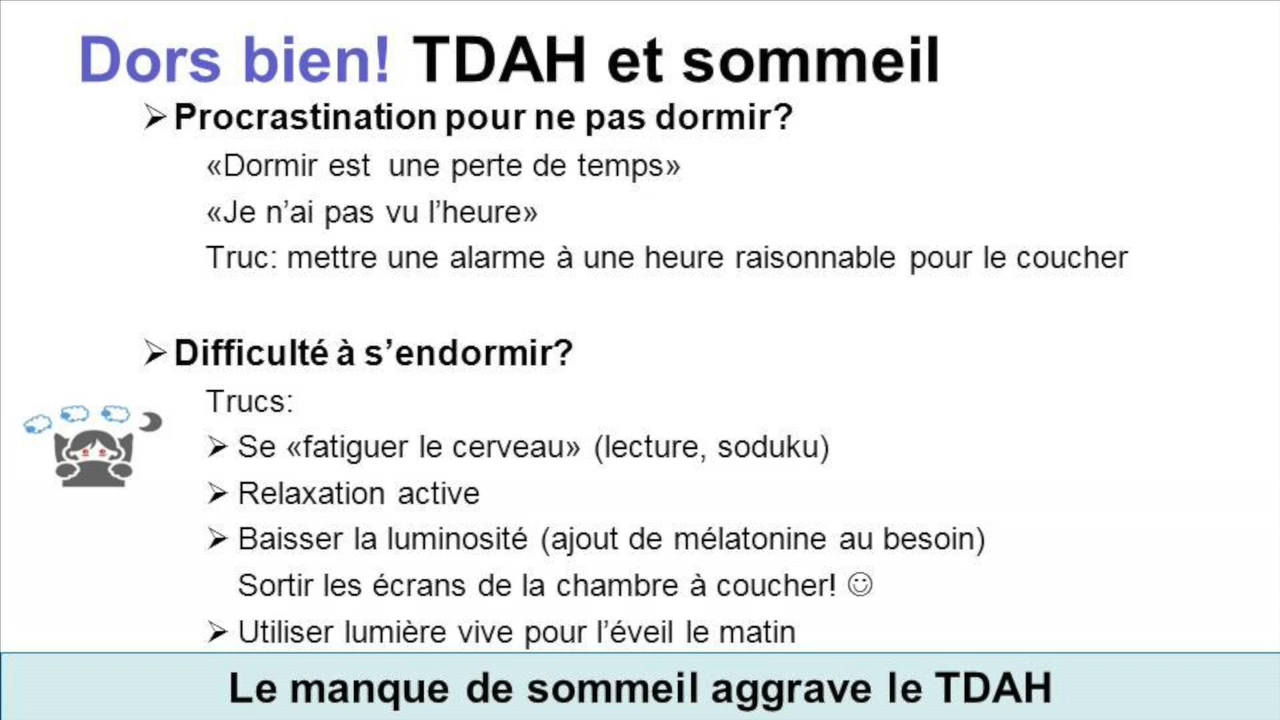 Dors bien! TDAH et sommeil
➢ Procrastination pour ne pas dormir?
«Dormir est une perte de temps»
«Je n’ai pas vu l’heure»
Truc: mettre une alarme à une heure raisonnable pour le coucher
➢ Difficulté à s’endormir?
Trucs:
➢ Se «fatiguer le cerveau» (lecture, soduku)
➢ Relaxation active
➢ Baisser la luminosité (ajout de mélatonine au besoin)
Sortir les écrans de la chambre à coucher! ☺
➢ Utiliser lumière vive pour l’éveil le matin
Le manque de sommeil aggrave le TDAH